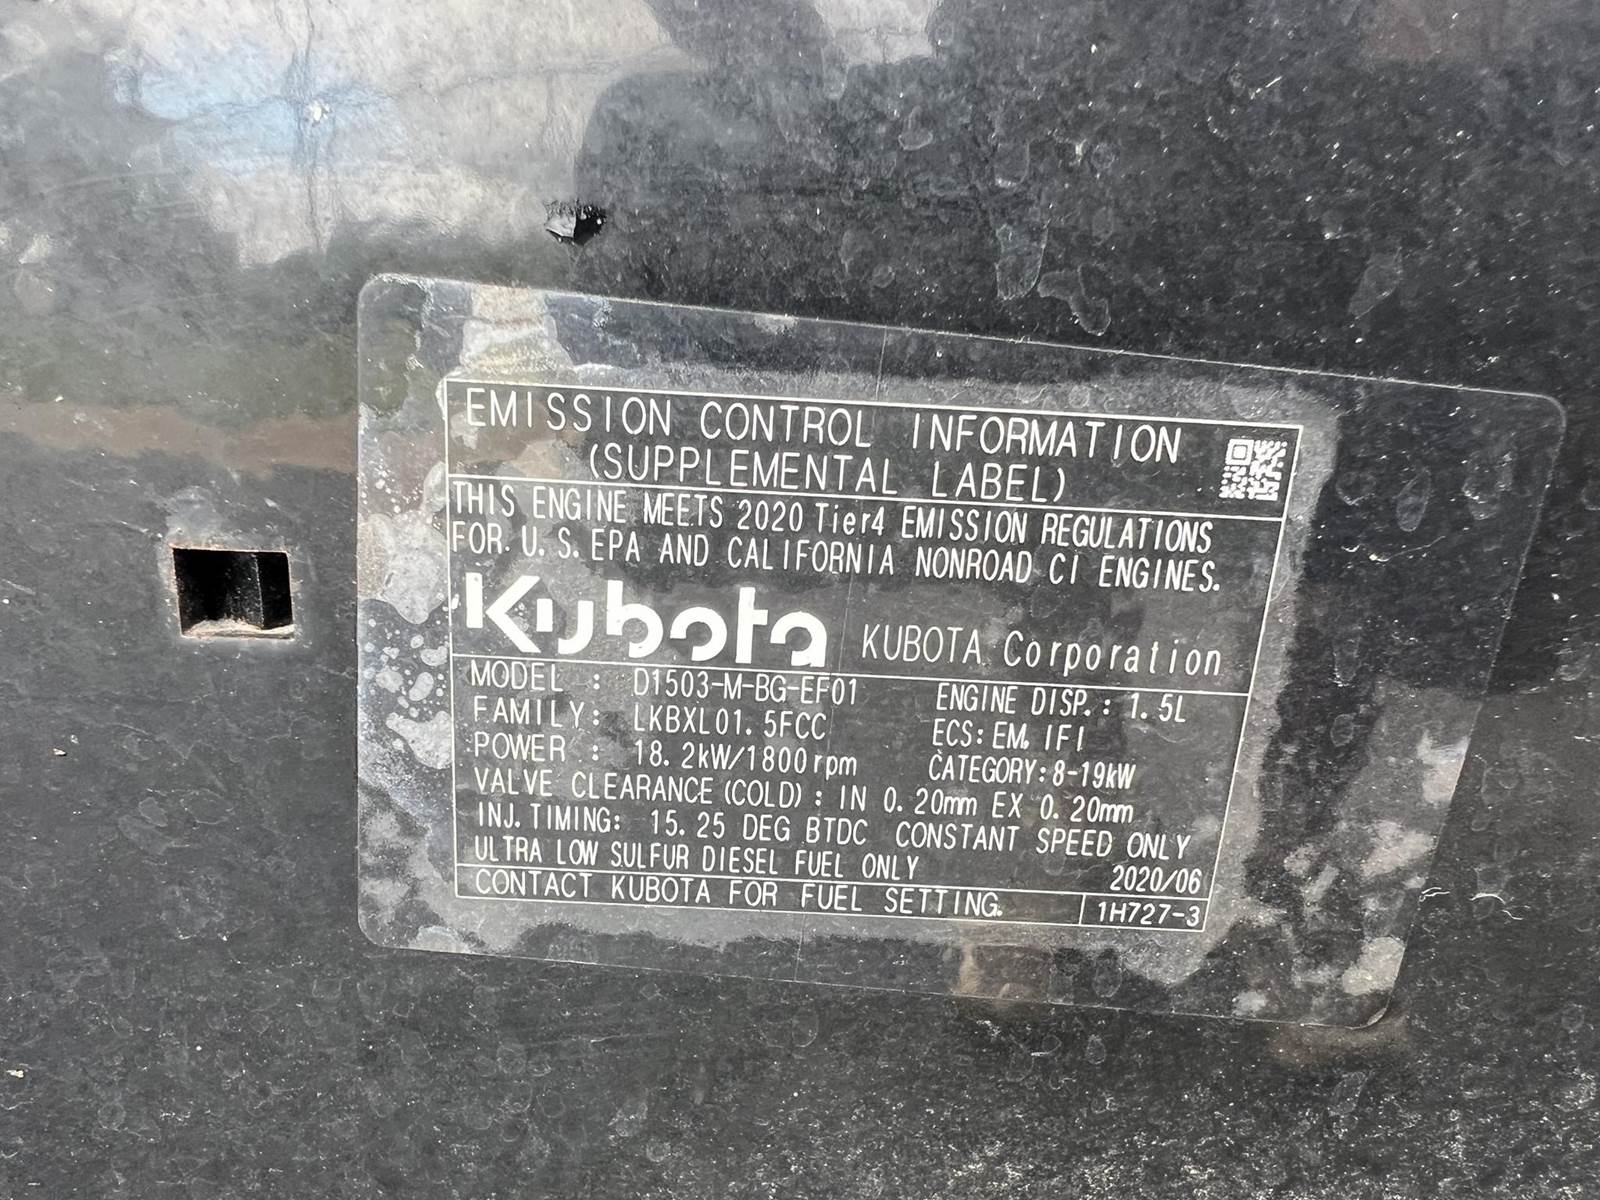 EMISSION CONTROL INFORMATION
(SUPPLEMENTAL LABEL)
THIS ENGINE MEETS 2020 Tier4 EMISSION REGULATIONS
FOR U.S.EPA AND CALIFORNIA NONROAD CI ENGINES.
Kubota KUBOTA Corporation
MODEL : D1503-M-BG-EF01 ENGINE DISP.: 1.5L
FAMILY: LKBXL01.5FCC ECS:EM, IFI
POWER : 18.2kW/1800rpm CATEGORY:8-19kW
VALVE CLEARANCE(COLD): IN 0.20mm EX 0.20mm
INJ.TIMING: 15.25 DEG BTDC CONSTANT SPEED ONLY
ULTRA LOW SULFUR DIESEL FUEL ONLY 2020/06
CONTACT KUBOTA FOR FUEL SETTING. 1H727-3